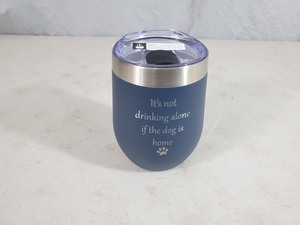 It's not
drinking alone
if the dog is
home